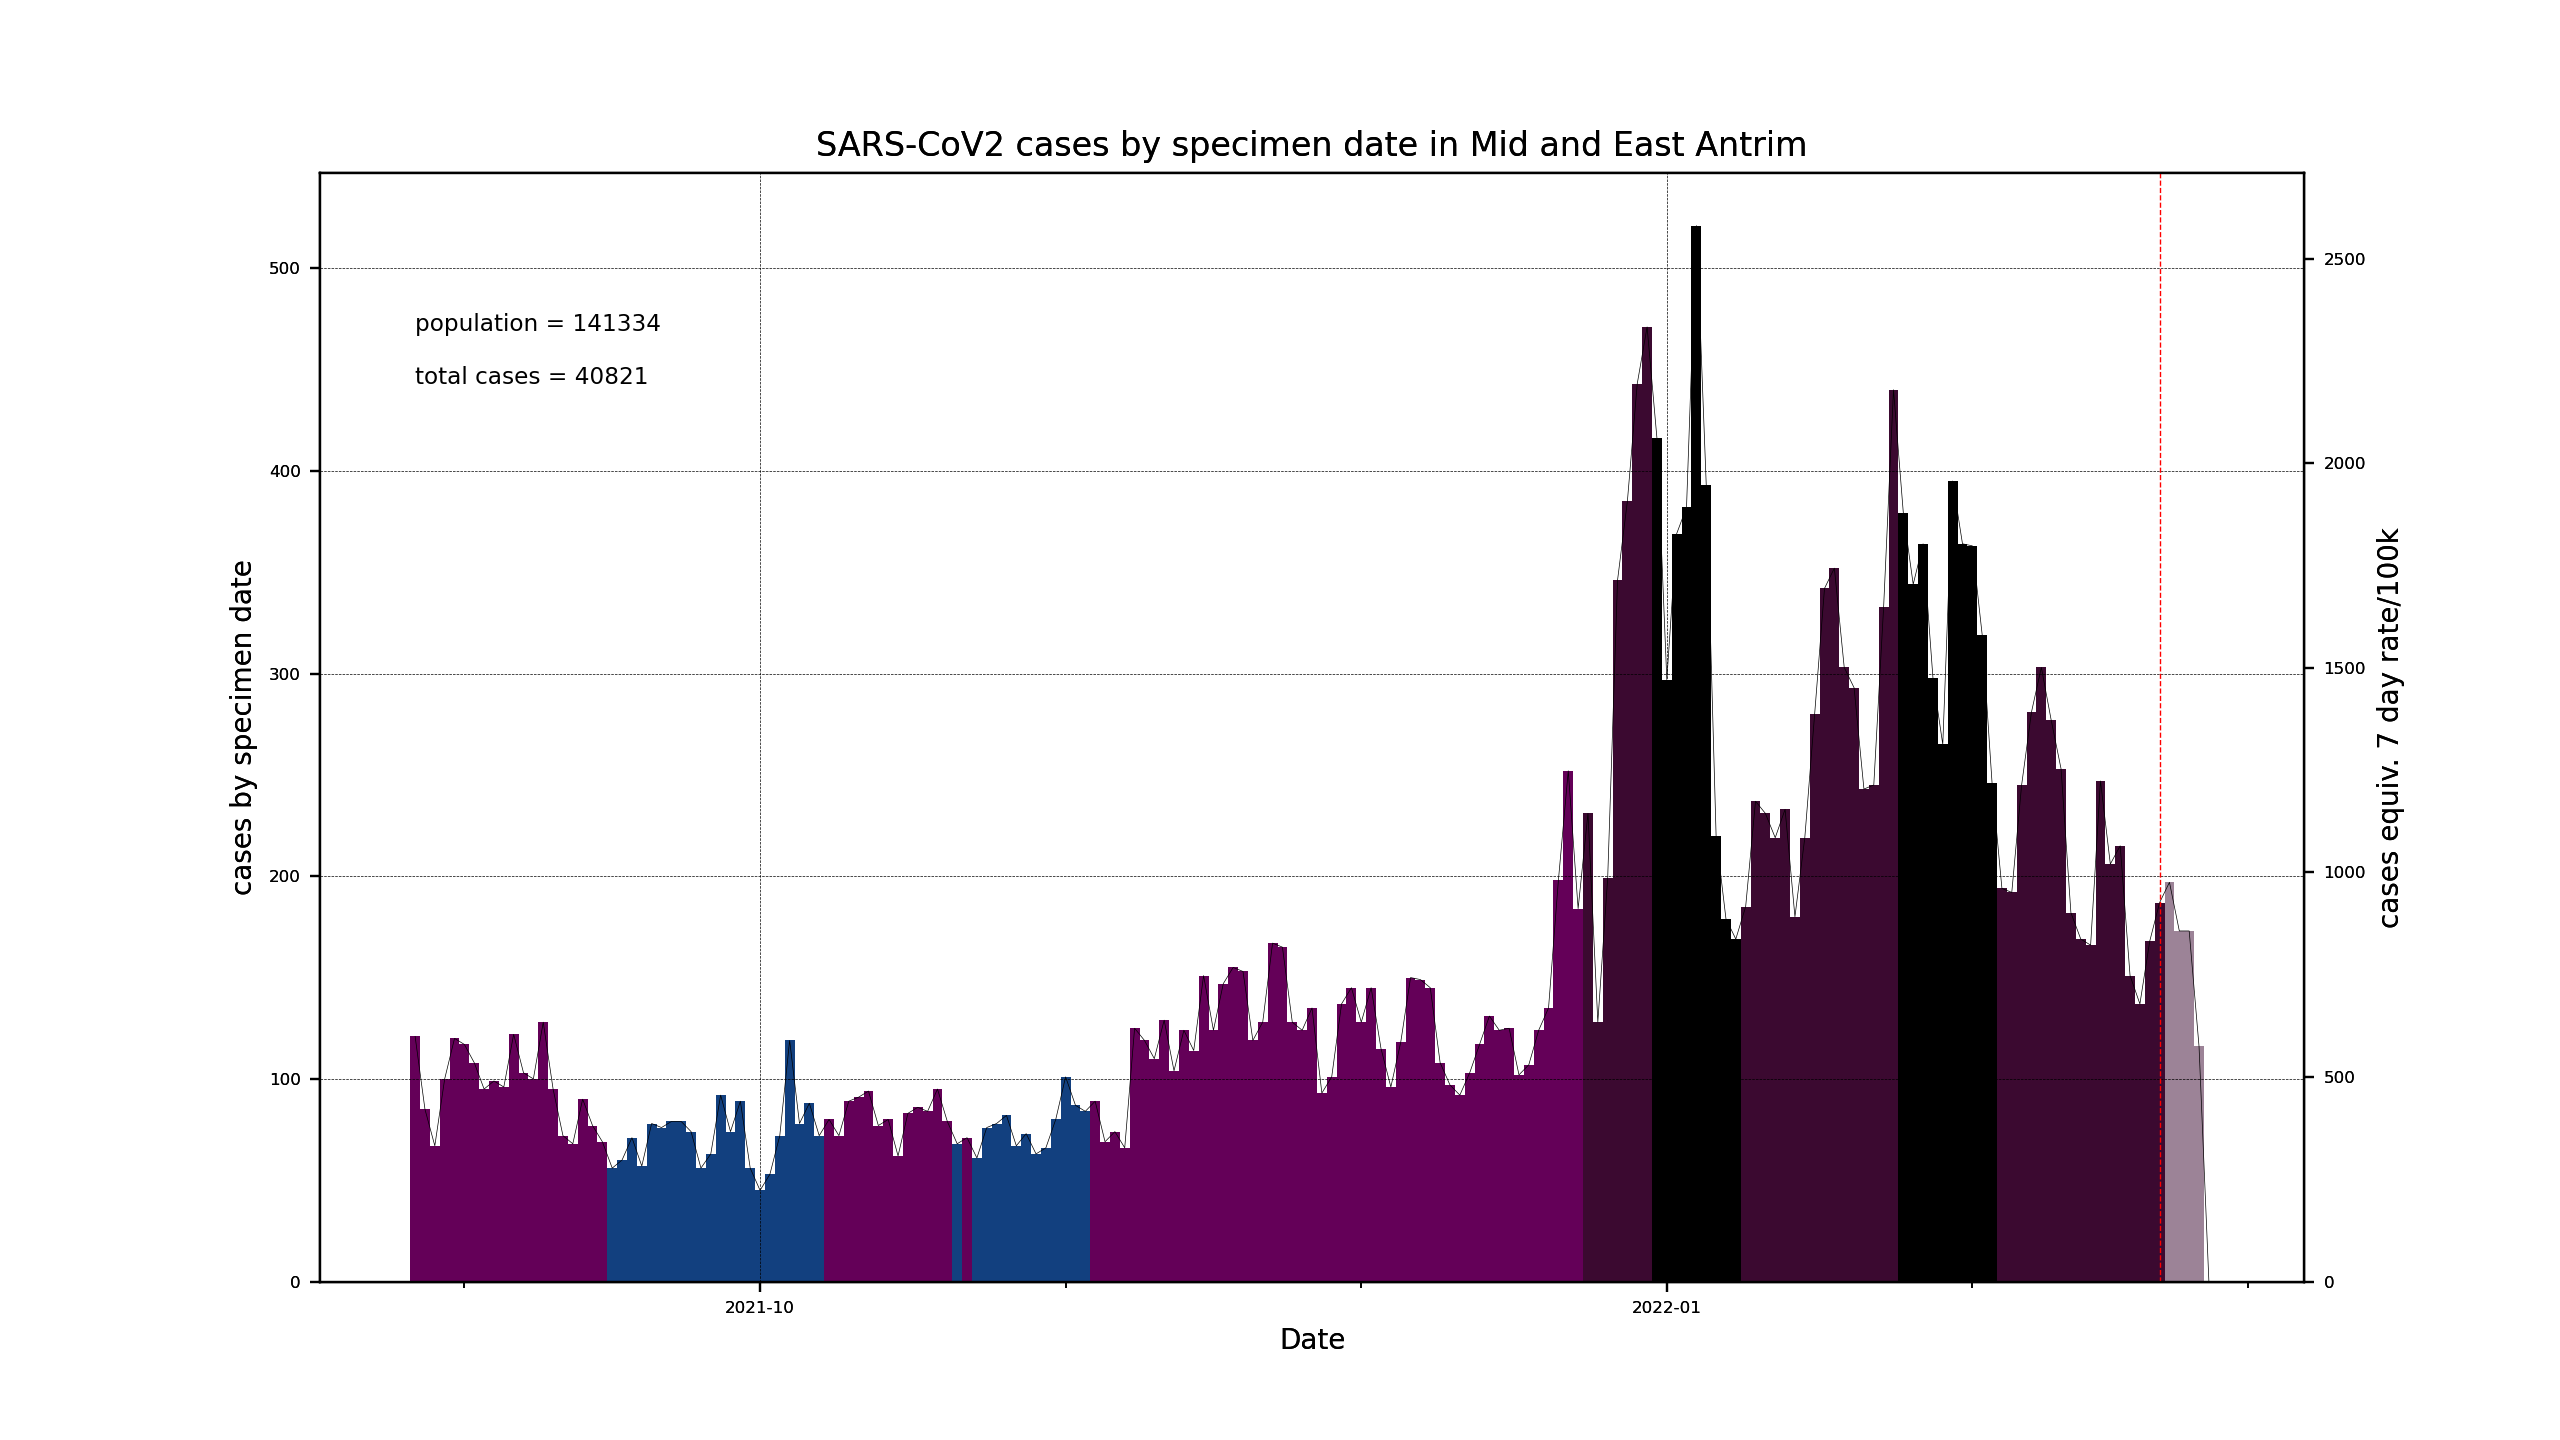 SARS-CoV2 cases by specimen date in Mid and East Antrim
population = 141334
total cases = 40821
cases by specimen date
500
400
300
200
100
0
2500
2000
1500
1000
500
0
cases equiv. 7 day rate/100k
2021-10
2022-01
Date